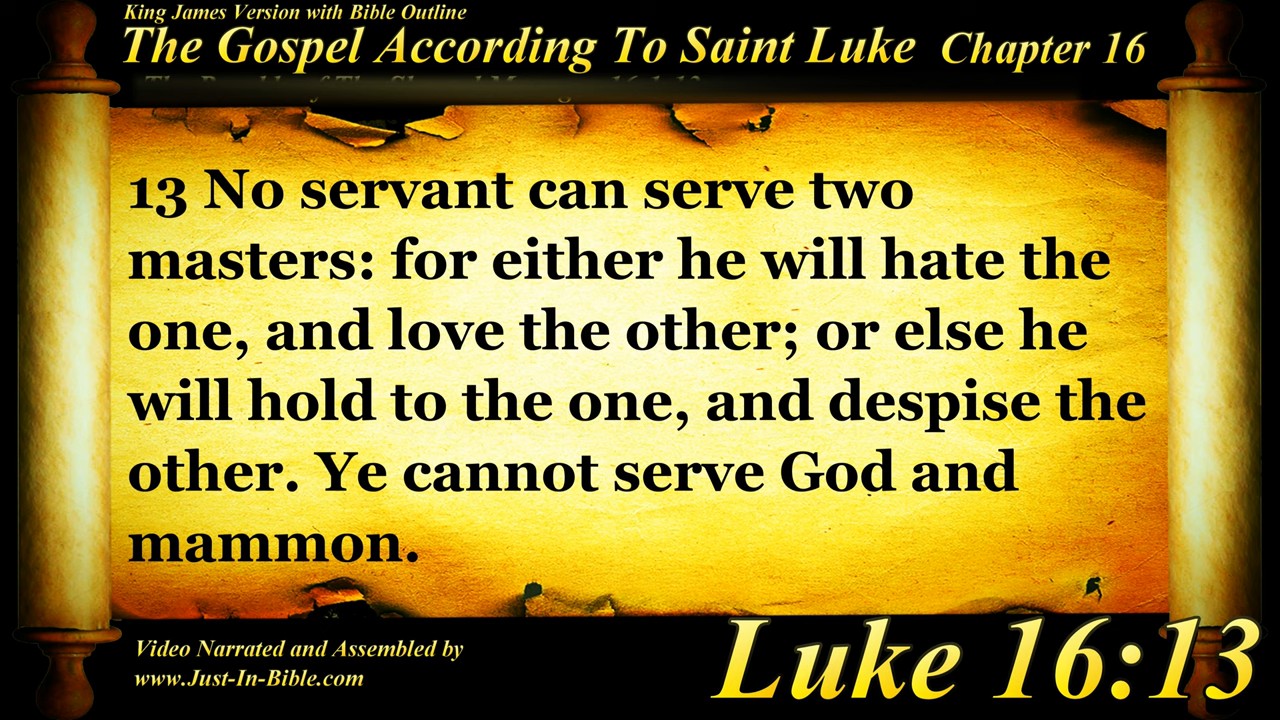 King James Version with Bible Outline
The Gospel According To Saint Luke Chapter 16
13 No servant can serve two
masters: for either he will hate the
one, and love the other; or else he
will hold to the one, and despise the
other. Ye cannot serve God and
mammon.
Video Narrated and Assembled by
www.Just-In-Bible.com
Luke 16:13